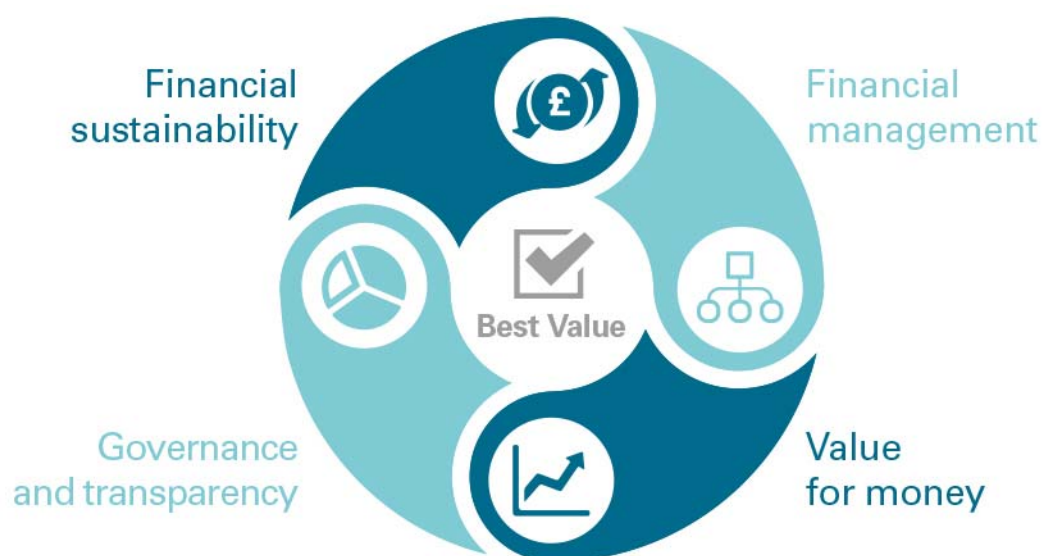 Financial
sustainability
Financial
management
£
Best Value
Governance
and transparency
Value
for money